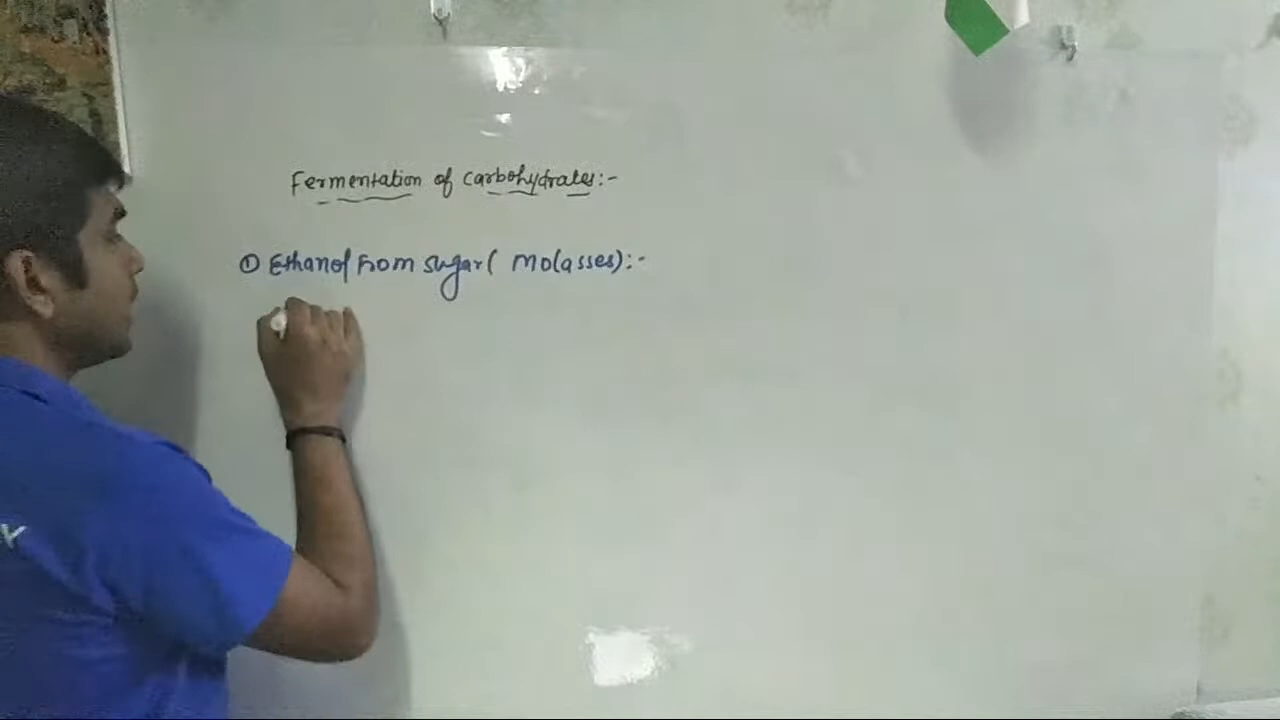 Fermentation of carbohydrates:-
① Ethanol from sugar( Molasses):-